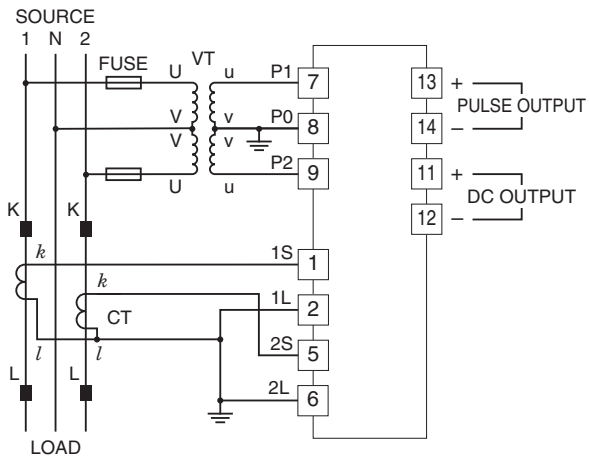 SOURCE
1 N 2
FUSE
VT
U u P1 7
V P0 8
V v
U u P2 9
13 +
PULSE OUTPUT
14 −
11 +
DC OUTPUT
12 −
K K
k 1S 1
k
CT
1L 2
l l
2S 5
L L
2L 6
LOAD